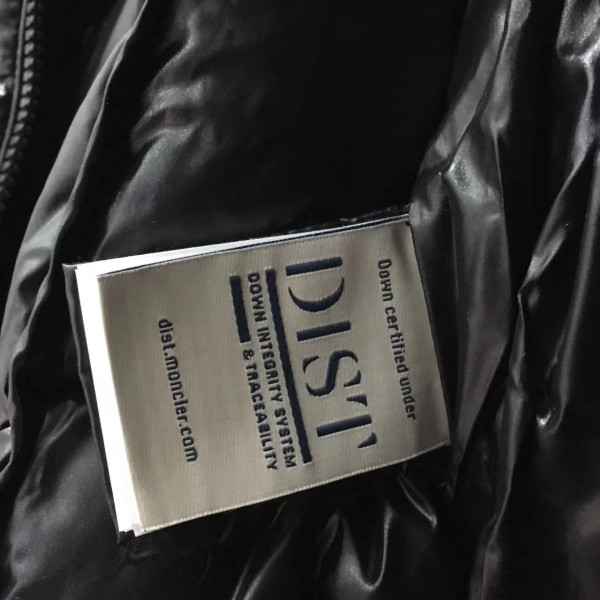 Down certified under
DIST
DOWN INTEGRITY SYSTEM
& TRACEABILITY
dist.moncler.com